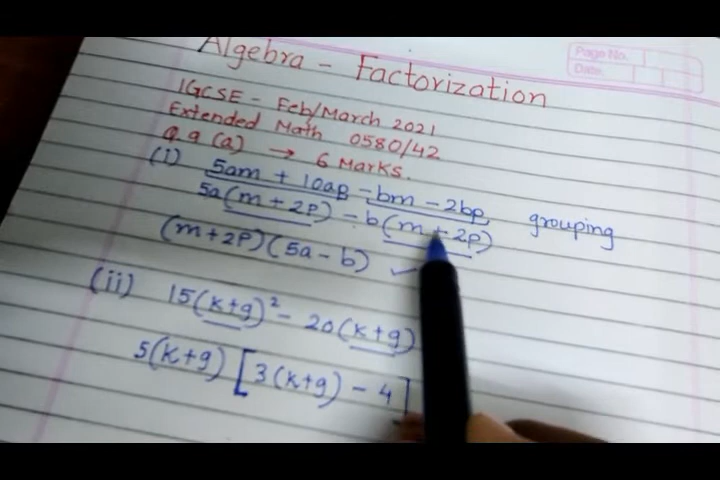 Page No.
Date
Algebra - Factorization
IGCSE - Feb/March 2021
Extended Math 0580/42
Q.9 (a) → 6 Marks.
(i) 5am + 10ap - bm - 2bp, grouping
5a(m + 2p) - b(m + 2p)
(m+2p)(5a - b) ✓
(ii) 15(k+g)² - 20(k+g)
5(k+g) [3(k+g) - 4]